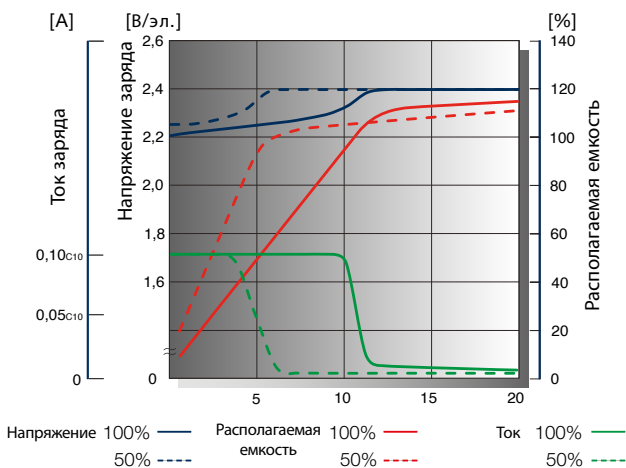 [А]
[В/эл.]
[%]
Ток заряда
0,10C10
0,05C10
0
Напряжение заряда
2,6
2,4
2,2
2,0
1,8
1,6
≈
0
140
120
100
80
60
40
20
0
Располагаемая емкость
5
10
15
20
Напряжение 100%
50%
Располагаемая емкость 100%
50%
Ток 100%
50%